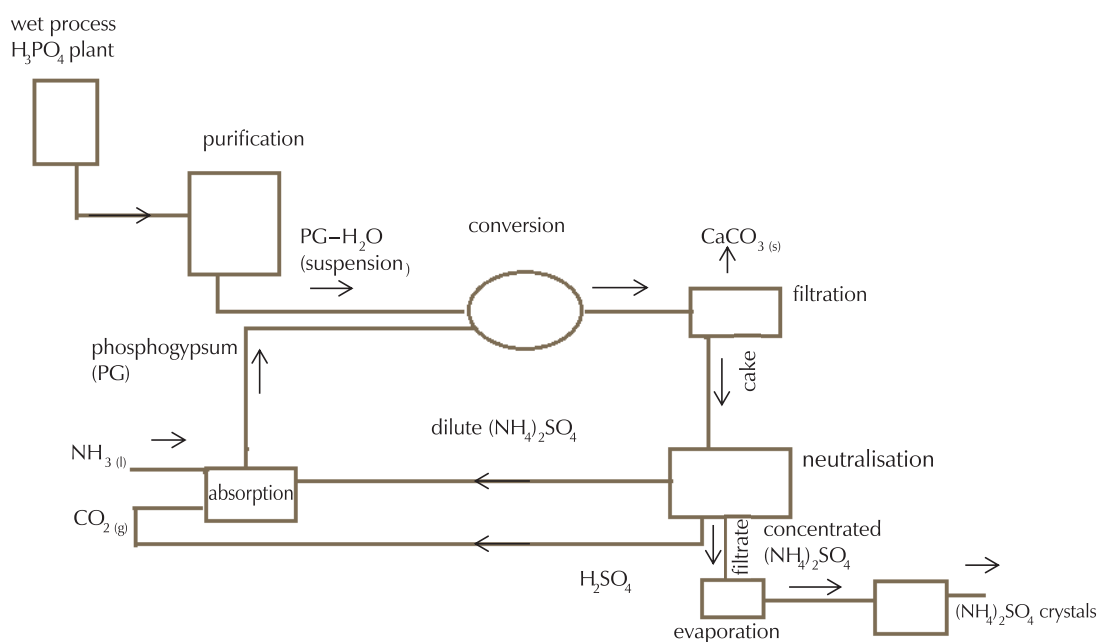 wet process
H₃PO₄ plant
purification
PG–H₂O
(suspension)
conversion
CaCO₃ (s)
filtration
phosphogypsum
(PG)
cake
dilute (NH₄)₂SO₄
NH₃ (l)
absorption
neutralisation
CO₂ (g)
filtrate
concentrated
(NH₄)₂SO₄
H₂SO₄
(NH₄)₂SO₄ crystals
evaporation